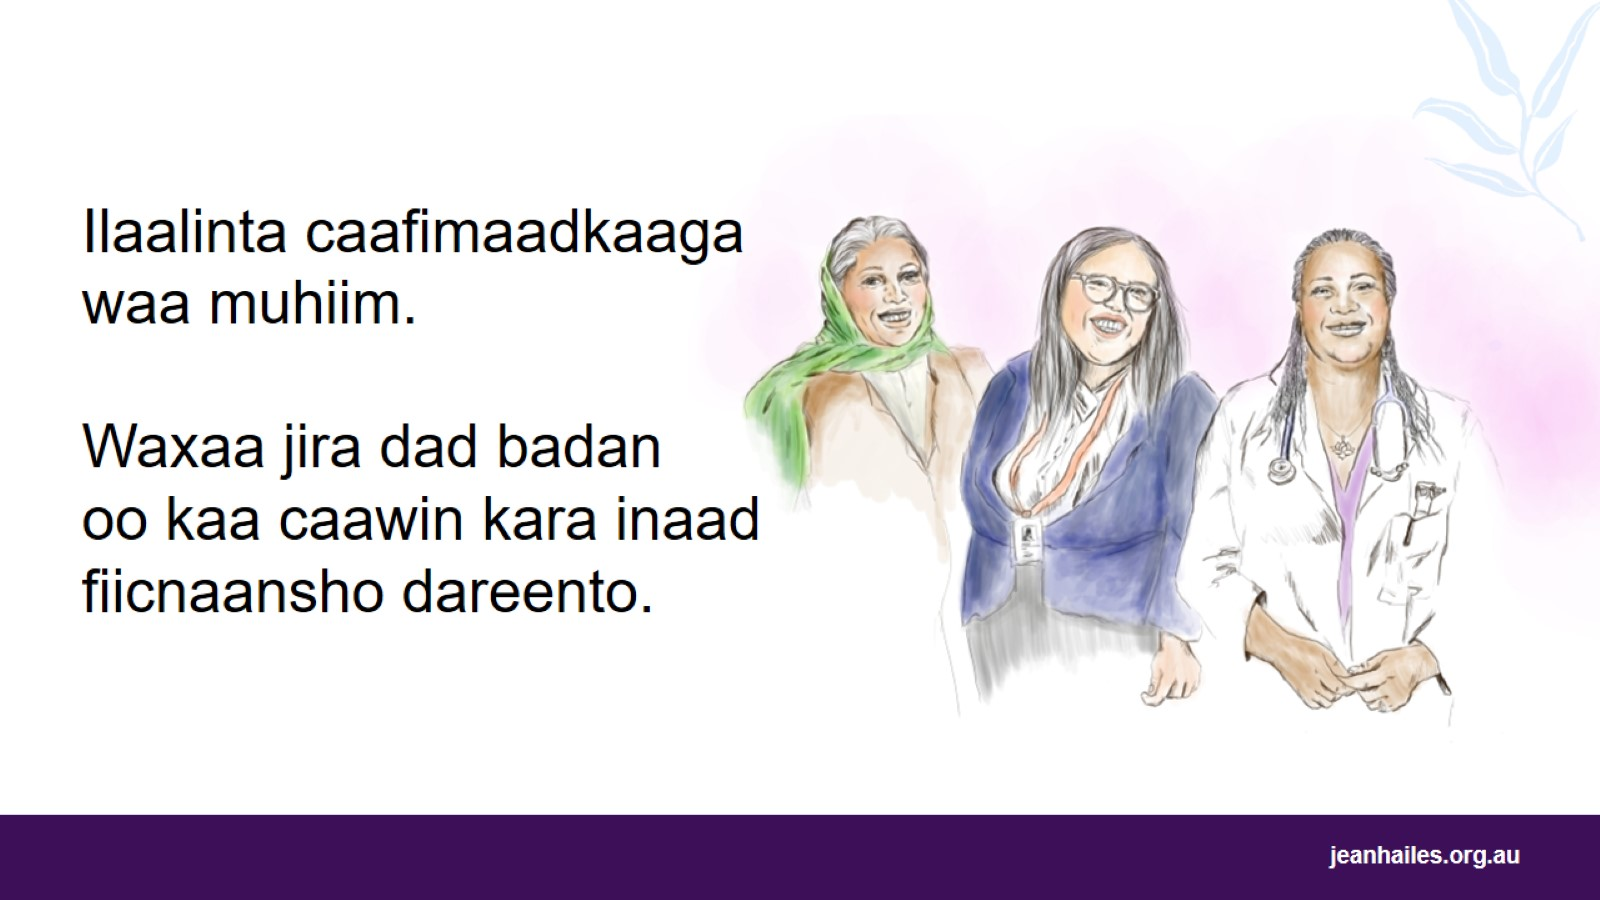 Ilaalinta caafimaadkaaga
waa muhiim.
Waxaa jira dad badan
oo kaa caawin kara inaad
fiicnaansho dareento.
jeanhailes.org.au